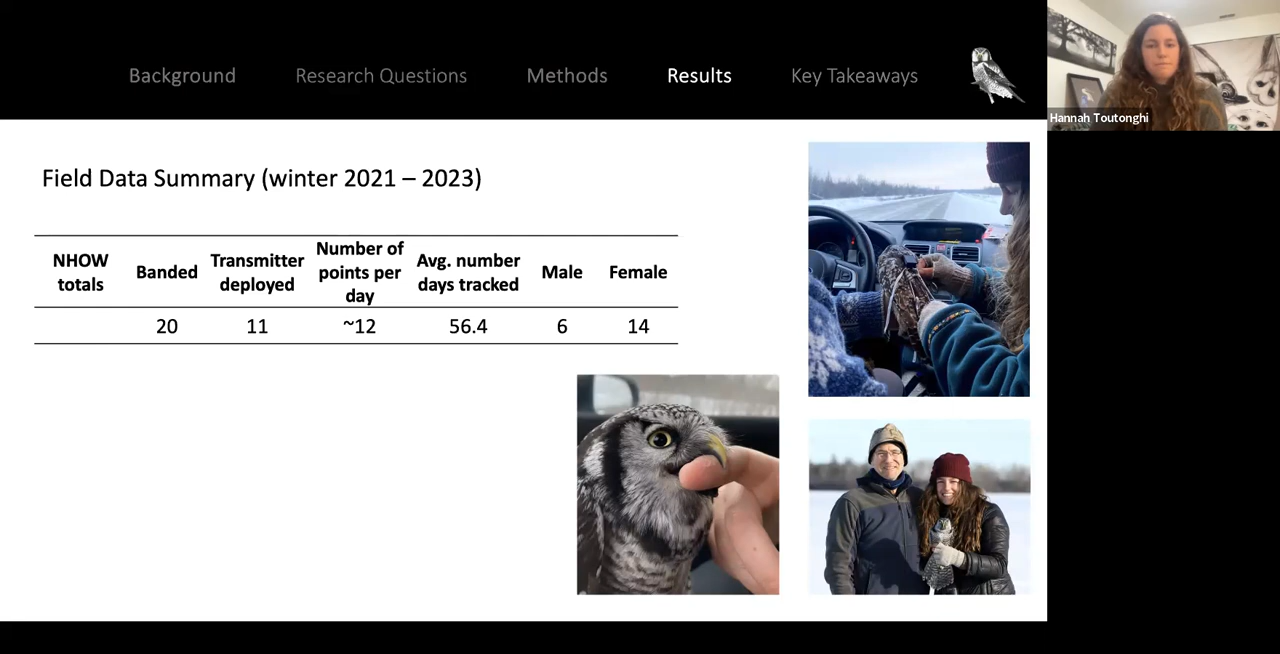 Background Research Questions Methods Results Key Takeaways
Hannah Toutonghi
Field Data Summary (winter 2021 – 2023)
NHOW totals Banded Transmitter deployed Number of points per day Avg. number days tracked Male Female
20 11 ~12 56.4 6 14